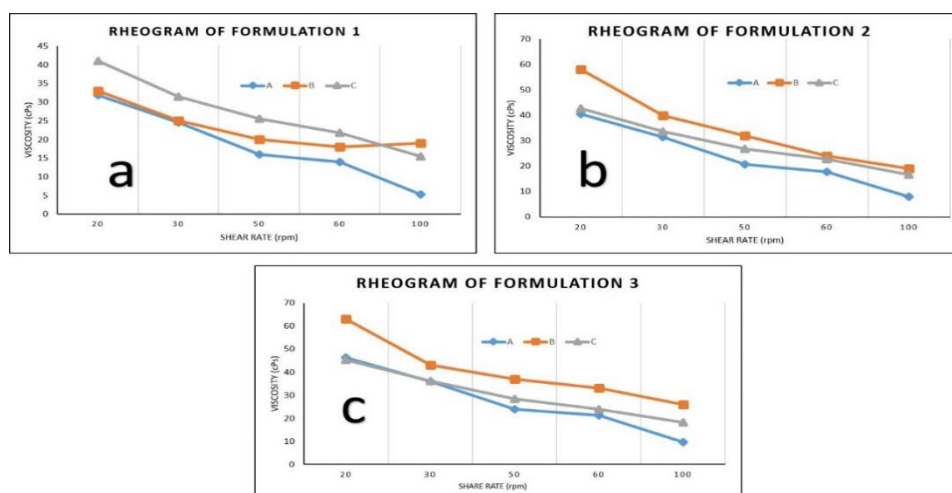 RHEOGRAM OF FORMULATION 1
45
40
35
30
25
20
15
10
5
0
VISCOSITY (cPs)
A B C
a
20 30 50 60 100
SHEAR RATE (rpm)
RHEOGRAM OF FORMULATION 2
70
60
50
40
30
20
10
0
VISCOSITY (cPs)
A B C
b
20 30 50 60 100
SHEAR RATE (rpm)
RHEOGRAM OF FORMULATION 3
70
60
50
40
30
20
10
0
VISCOSITY (cPs)
A B C
c
20 30 50 60 100
SHARE RATE (rpm)